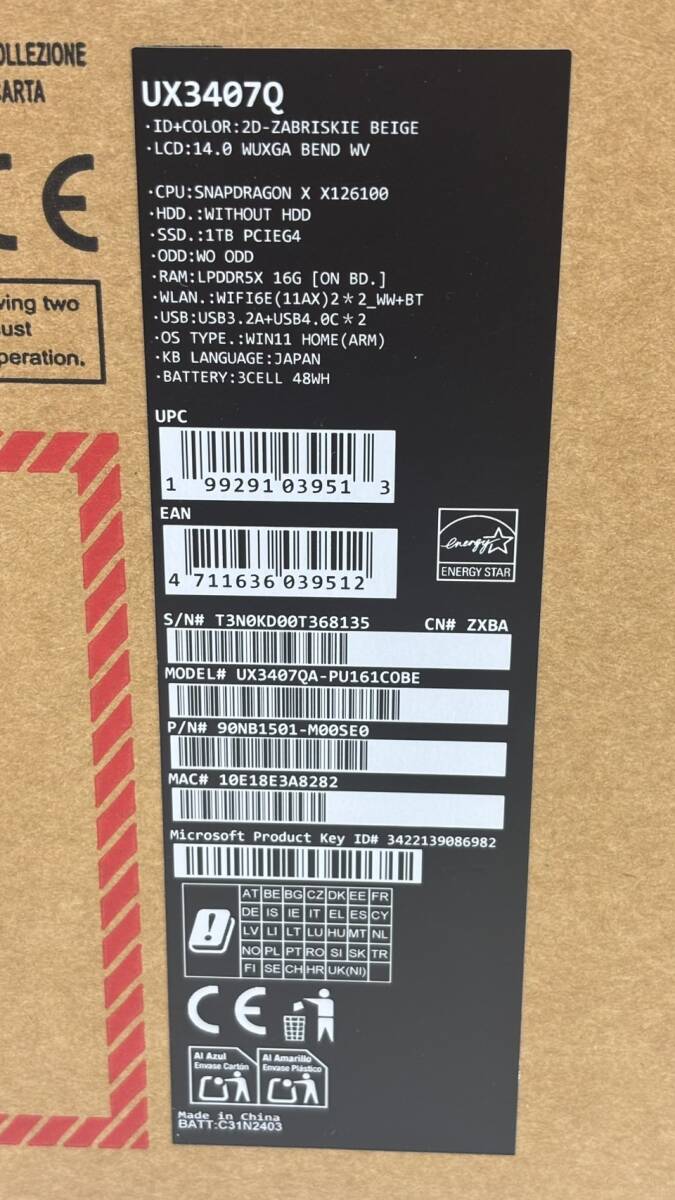 OLLEZIONE
CARTA
CE
ving two
ust
peration.
UX3407Q
·ID+COLOR:2D-ZABRISKIE BEIGE
·LCD:14.0 WUXGA BEND WV
·CPU:SNAPDRAGON X X126100
·HDD.:WITHOUT HDD
·SSD.:1TB PCIEG4
·ODD:WO ODD
·RAM:LPDDR5X 16G [ON BD.]
·WLAN.:WIFI6E(11AX)2*2_WW+BT
·USB:USB3.2A+USB4.0C*2
·OS TYPE.:WIN11 HOME(ARM)
·KB LANGUAGE:JAPAN
·BATTERY:3CELL 48WH
UPC
1 99291 03951 3
EAN
4 711636 039512
energy
ENERGY STAR
S/N# T3N0KD00T368135 CN# ZXBA
MODEL# UX3407QA-PU161COBE
P/N# 90NB1501-M00SE0
MAC# 10E18E3A8282
Microsoft Product Key ID# 3422139086982
AT BE BG CZ DK EE FR
DE IS IE IT EL ES CY
LV LI LT LU HU MT NL
NO PL PT RO SI SK TR
FI SE CH HR UK(NI)
CE
Al Azul
Envase Cartón
Al Amarillo
Envase Plástico
Made in China
BATT:C31N2403